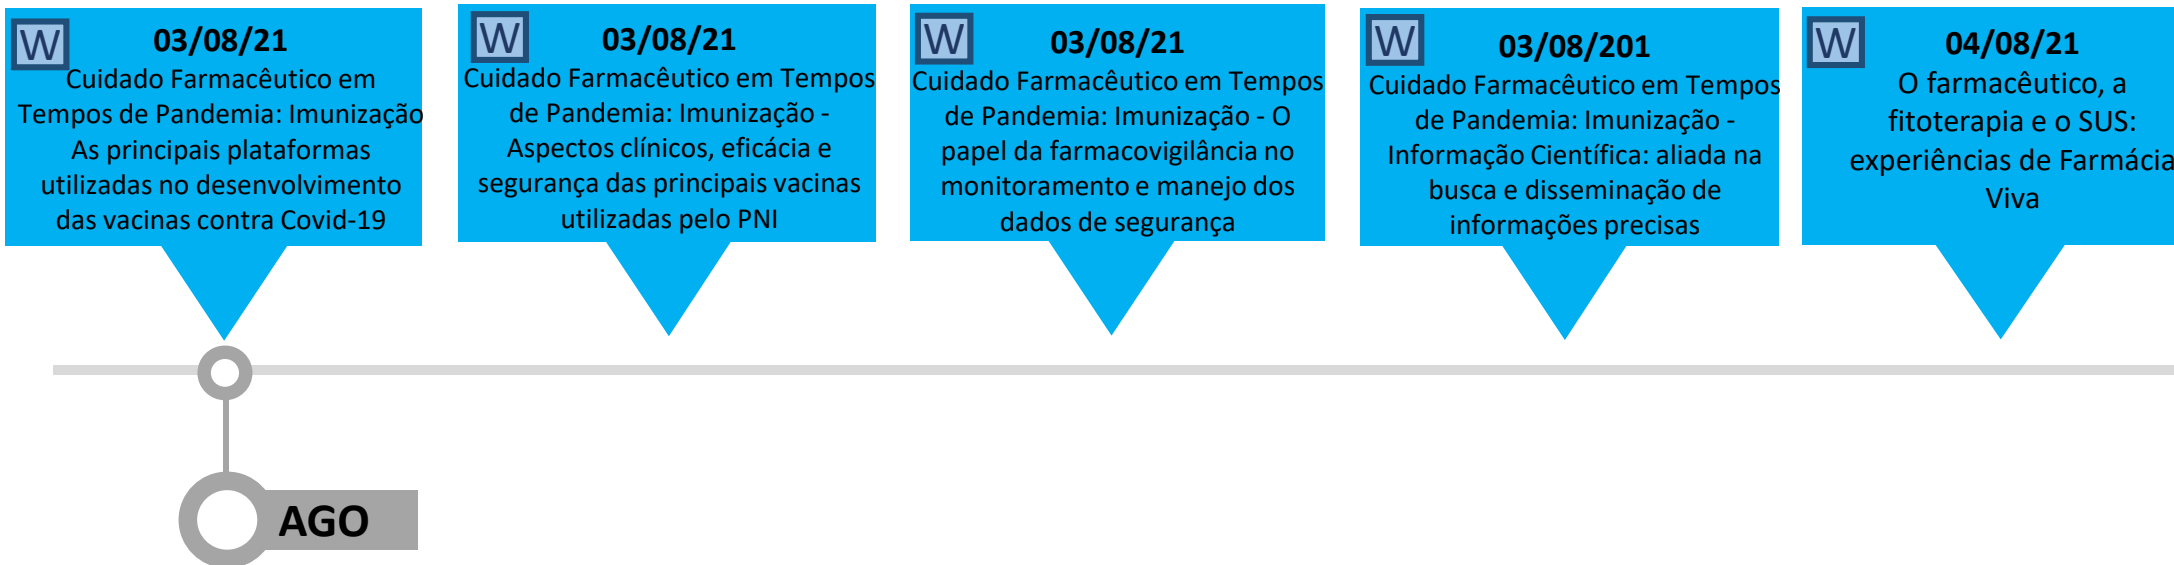 W
03/08/21
Cuidado Farmacêutico em
Tempos de Pandemia: Imunização
As principais plataformas
utilizadas no desenvolvimento
das vacinas contra Covid-19
W
03/08/21
Cuidado Farmacêutico em Tempos
de Pandemia: Imunização -
Aspectos clínicos, eficácia e
segurança das principais vacinas
utilizadas pelo PNI
W
03/08/21
Cuidado Farmacêutico em Tempos
de Pandemia: Imunização - O
papel da farmacovigilância no
monitoramento e manejo dos
dados de segurança
W
03/08/201
Cuidado Farmacêutico em Tempos
de Pandemia: Imunização -
Informação Científica: aliada na
busca e disseminação de
informações precisas
W
04/08/21
O farmacêutico, a
fitoterapia e o SUS:
experiências de Farmácia
Viva
AGO